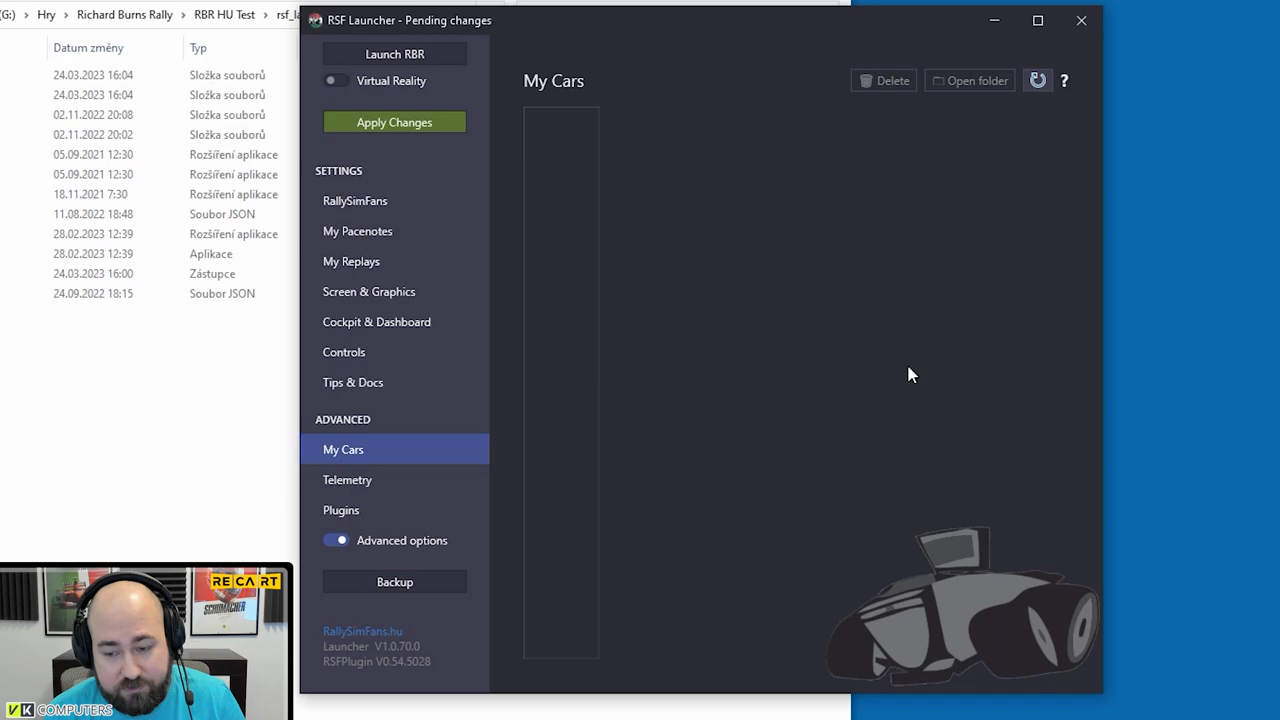 (G:) > Hry > Richard Burns Rally > RBR HU Test > rsf_l
Datum změny Typ
24.03.2023 16:04 Složka souborů
24.03.2023 16:04 Složka souborů
02.11.2022 20:08 Složka souborů
02.11.2022 20:02 Složka souborů
05.09.2021 12:30 Rozšíření aplikace
05.09.2021 12:30 Rozšíření aplikace
18.11.2021 7:30 Rozšíření aplikace
11.08.2022 18:48 Soubor JSON
28.02.2023 12:39 Rozšíření aplikace
28.02.2023 12:39 Aplikace
24.03.2023 16:00 Zástupce
24.09.2022 18:15 Soubor JSON
RSF Launcher - Pending changes
Launch RBR
Virtual Reality
Apply Changes
SETTINGS
RallySimFans
My Pacenotes
My Replays
Screen & Graphics
Cockpit & Dashboard
Controls
Tips & Docs
ADVANCED
My Cars
Telemetry
Plugins
Advanced options
Backup
RallySimFans.hu
Launcher V1.0.70.0
RSFPlugin V0.54.5028
My Cars
Delete
Open folder
?
RECART
SCHUMACHER
VK COMPUTERS